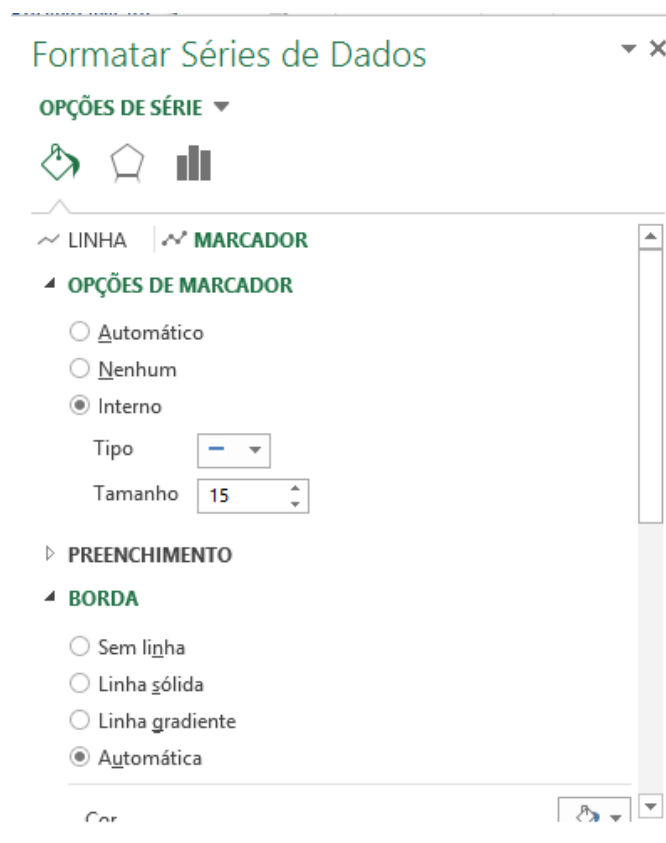 Formatar Séries de Dados
OPÇÕES DE SÉRIE
LINHA MARCADOR
OPÇÕES DE MARCADOR
Automático
Nenhum
Interno
Tipo
Tamanho 15
PREENCHIMENTO
BORDA
Sem linha
Linha sólida
Linha gradiente
Automática
Cor